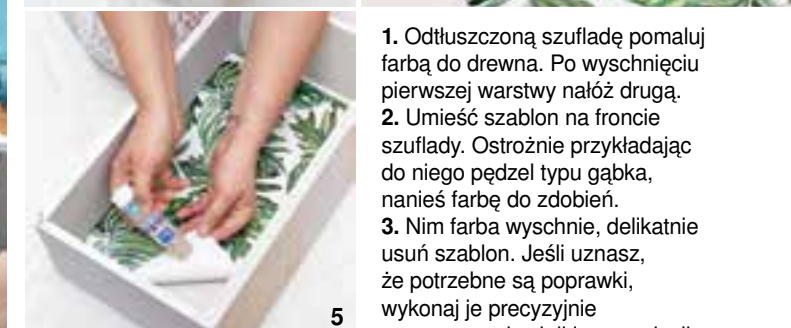 1. Odtłuszczoną szufladę pomaluj
farbą do drewna. Po wyschnięciu
pierwszej warstwy nałóż drugą.
2. Umieść szablon na froncie
szuflady. Ostrożnie przykładając
do niego pędzel typu gąbka,
nanieś farbę do zdobień.
3. Nim farba wyschnie, delikatnie
usuń szablon. Jeśli uznasz,
że potrzebne są poprawki,
wykonaj je precyzyjnie
5